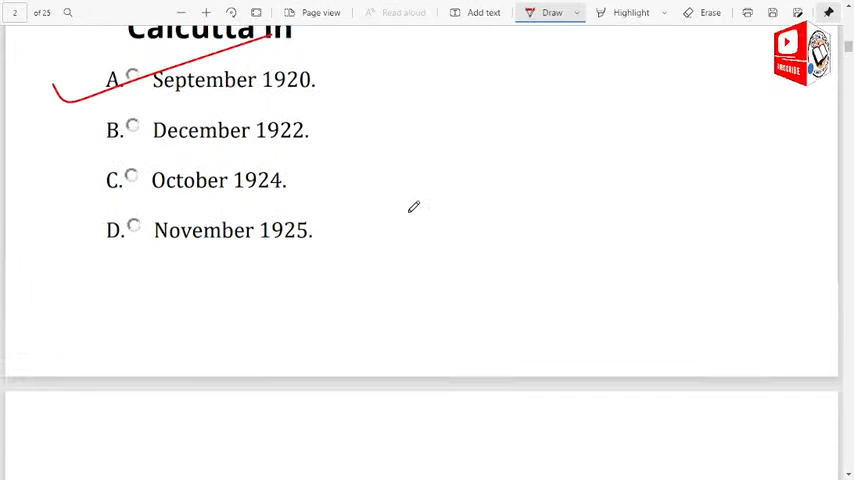 2 of 25 Page view Read aloud Add text Draw Highlight Erase
Calcutta in
A. September 1920.
B. December 1922.
C. October 1924.
D. November 1925.
SUBSCRIBE